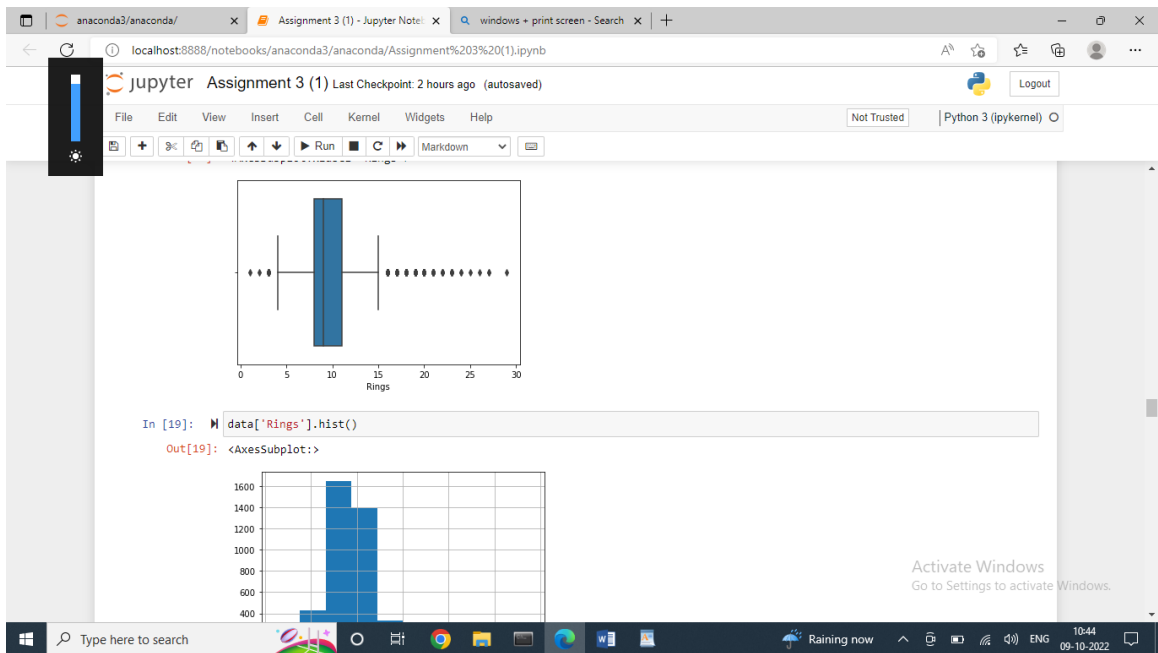 anaconda3/anaconda/
Assignment 3 (1) - Jupyter Noteb
windows + print screen - Search
localhost:8888/notebooks/anaconda3/anaconda/Assignment%203%20(1).ipynb
Jupyter Assignment 3 (1) Last Checkpoint: 2 hours ago (autosaved)
Logout
File Edit View Insert Cell Kernel Widgets Help
Not Trusted
Python 3 (ipykernel)
Run
Markdown
0 5 10 15 20 25 30
Rings
In [19]: data['Rings'].hist()
Out[19]: <AxesSubplot:>
1600
1400
1200
1000
800
600
400
Activate Windows
Go to Settings to activate Windows.
Type here to search
Raining now
ENG
10:44
09-10-2022